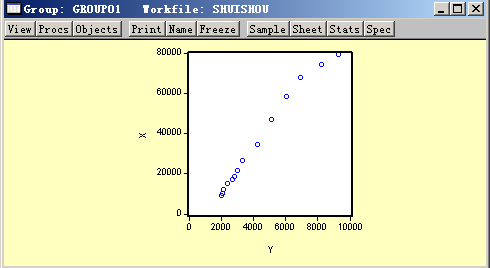 Group: GROUP01 Workfile: SHUISHOU
View Procs Objects Print Name Freeze Sample Sheet Stats Spec
80000
60000
X
40000
20000
0
0 2000 4000 6000 8000 10000
Y